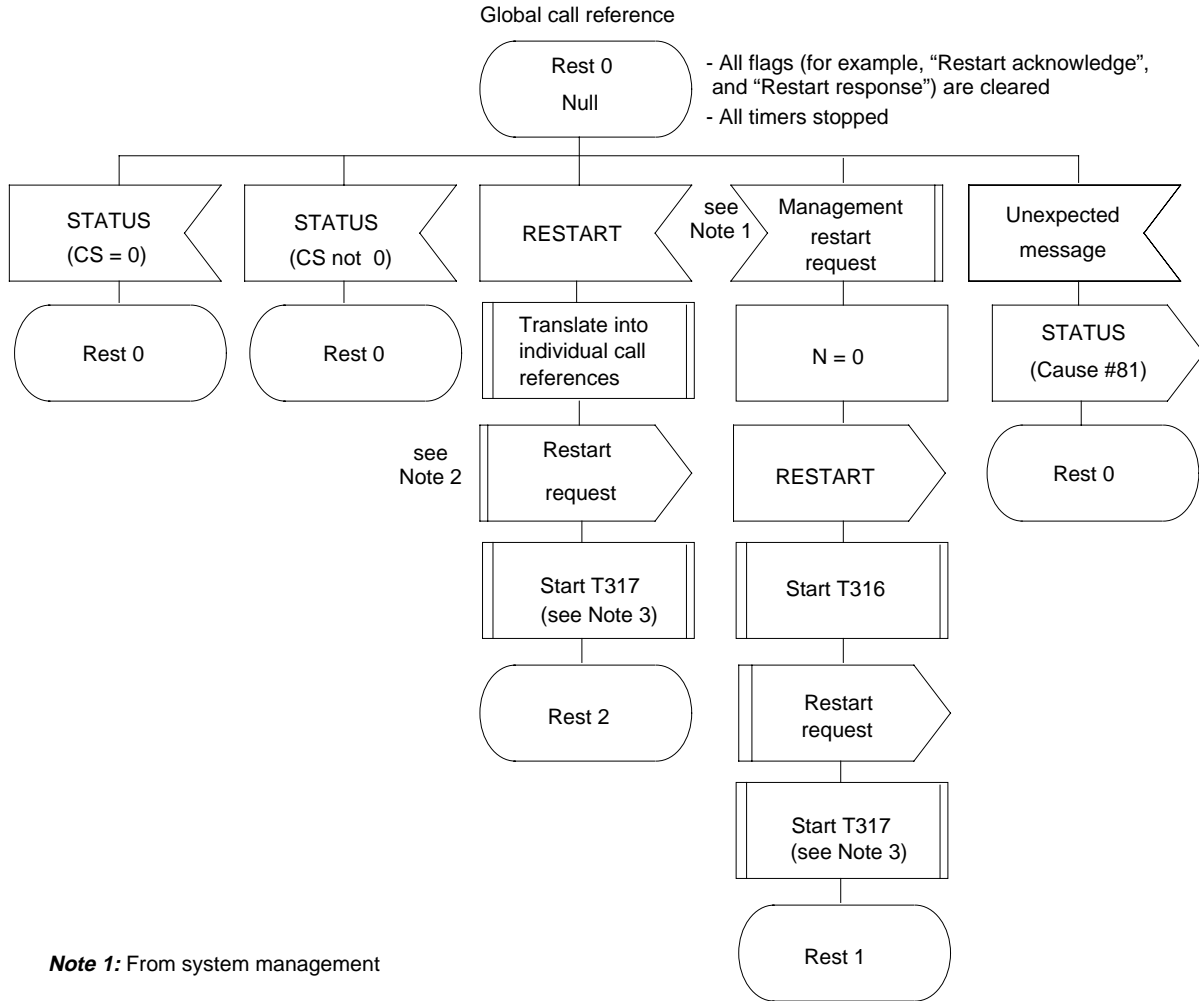 Global call reference
Rest 0
Null
- All flags (for example, “Restart acknowledge”,
and “Restart response”) are cleared
- All timers stopped
STATUS
(CS = 0)
STATUS
(CS not 0)
RESTART
see
Note 1
Management
restart
request
Unexpected
message
Rest 0
Rest 0
Translate into
individual call
references
N = 0
STATUS
(Cause #81)
see
Note 2
Restart
request
RESTART
Rest 0
Start T317
(see Note 3)
Start T316
Rest 2
Restart
request
Start T317
(see Note 3)
Rest 1
Note 1: From system management